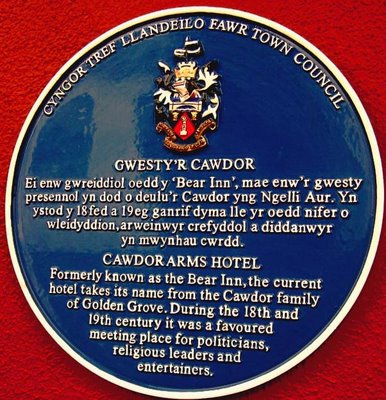 CYNGOR TREF LLANDEILO FAWR TOWN COUNCIL
GWESTY'R CAWDOR
Ei enw gwreiddiol oedd y 'Bear Inn', mae enw'r gwesty
presennol yn dod o deulu'r Cawdor yng Ngelli Aur. Yn
ystod y 18fed a 19eg ganrif dyma lle yr oedd nifer o
wleidyddion, arweinwyr crefyddol a diddanwyr
yn mwynhau cwrdd.
CAWDOR ARMS HOTEL
Formerly known as the Bear Inn, the current
hotel takes its name from the Cawdor family
of Golden Grove. During the 18th and
19th century it was a favoured
meeting place for politicians,
religious leaders and
entertainers.